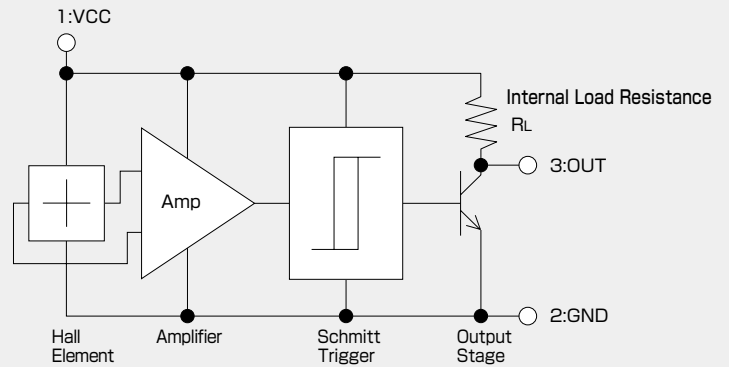 1:VCC
Internal Load Resistance
RL
3:OUT
Amp
2:GND
Hall
Element
Amplifier
Schmitt
Trigger
Output
Stage